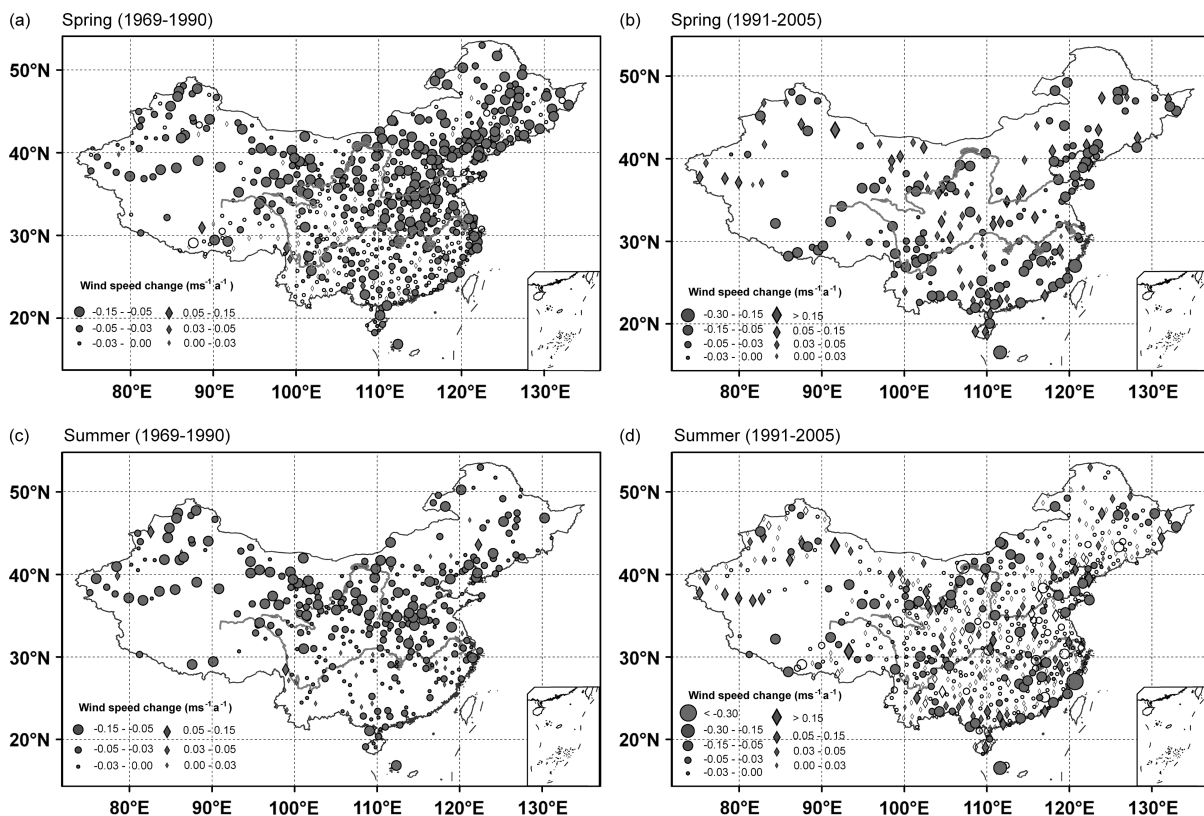 (a) Spring (1969-1990)
50°N
40°N
30°N
20°N
Wind speed change (ms⁻¹a⁻¹)
-0.15 - -0.05
-0.05 - -0.03
-0.03 - 0.00
0.05 - 0.15
0.03 - 0.05
0.00 - 0.03
80°E 90°E 100°E 110°E 120°E 130°E
(b) Spring (1991-2005)
50°N
40°N
30°N
20°N
Wind speed change (ms⁻¹a⁻¹)
-0.30 - -0.15
-0.15 - -0.05
-0.05 - -0.03
-0.03 - 0.00
> 0.15
0.05 - 0.15
0.03 - 0.05
0.00 - 0.03
80°E 90°E 100°E 110°E 120°E 130°E
(c) Summer (1969-1990)
50°N
40°N
30°N
20°N
Wind speed change (ms⁻¹a⁻¹)
-0.15 - -0.05
-0.05 - -0.03
-0.03 - 0.00
0.05 - 0.15
0.03 - 0.05
0.00 - 0.03
80°E 90°E 100°E 110°E 120°E 130°E
(d) Summer (1991-2005)
50°N
40°N
30°N
20°N
Wind speed change (ms⁻¹a⁻¹)
< -0.30
-0.30 - -0.15
-0.15 - -0.05
-0.05 - -0.03
-0.03 - 0.00
> 0.15
0.05 - 0.15
0.03 - 0.05
0.00 - 0.03
80°E 90°E 100°E 110°E 120°E 130°E